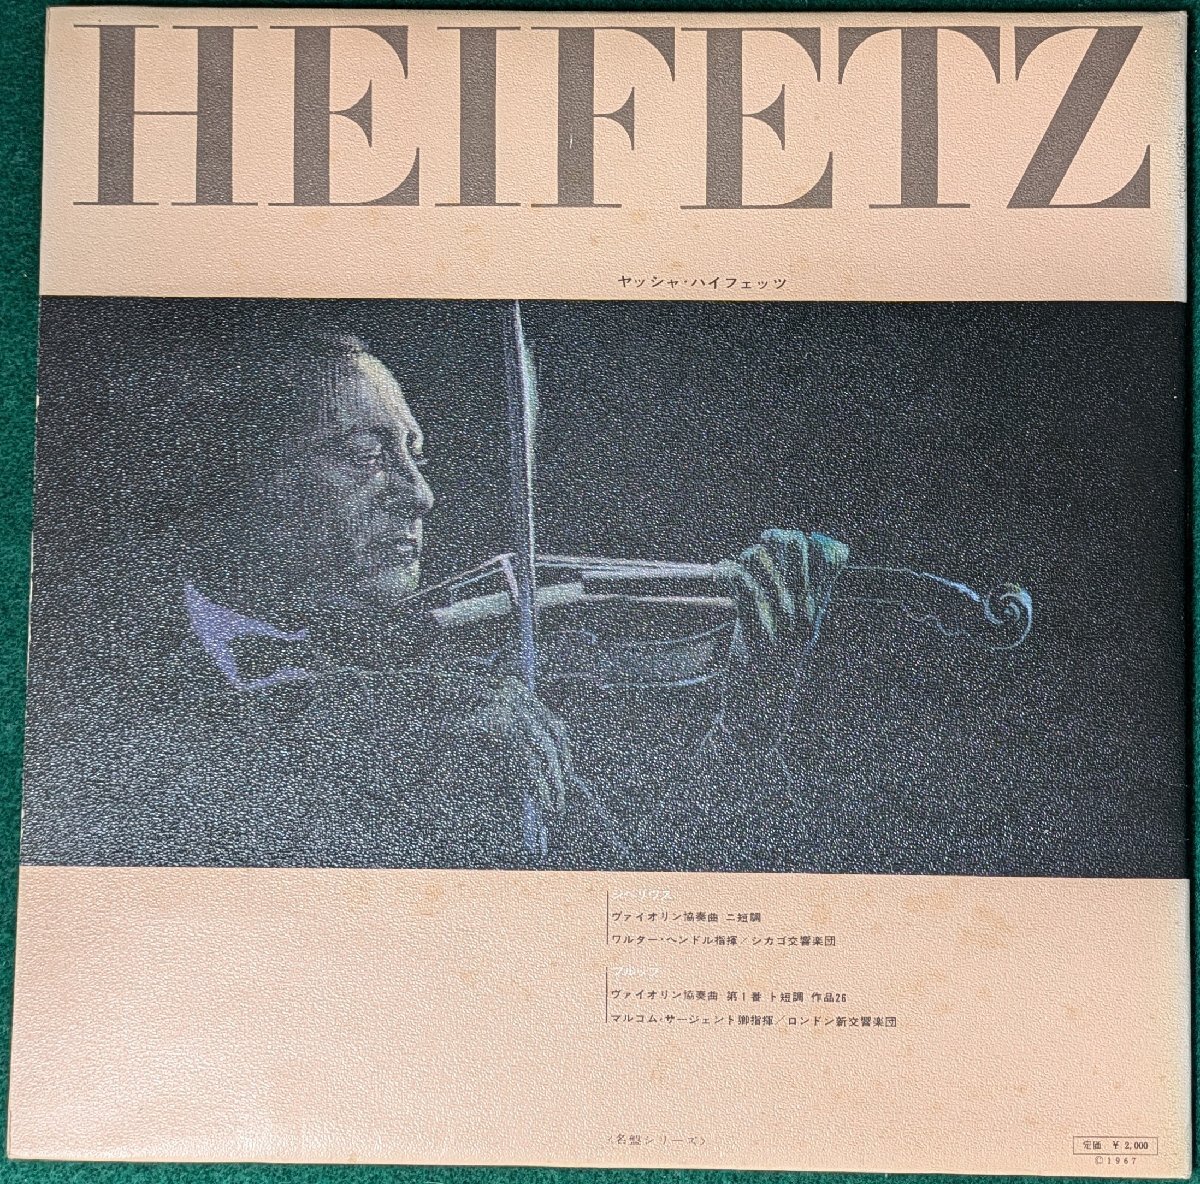 HEIFETZ
ヤッシャ・ハイフェッツ
シベリウス
ヴァイオリン協奏曲 ニ短調
ワルター・ヘンドル指揮／シカゴ交響楽団
ブルッフ
ヴァイオリン協奏曲 第1番 ト短調 作品26
マルコム・サージェント卿指揮／ロンドン新交響楽団
<名盤シリーズ>
定価 ¥2,000
©1967